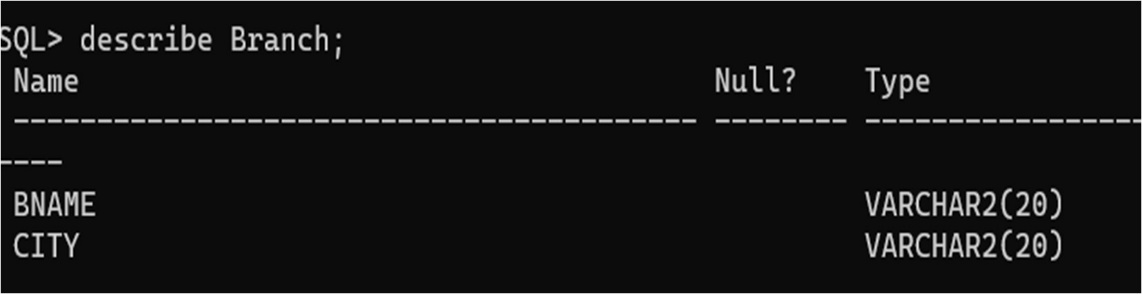 SQL> describe Branch;
Name Null? Type
----------------------------------------- -------- -----------------
----
BNAME VARCHAR2(20)
CITY VARCHAR2(20)